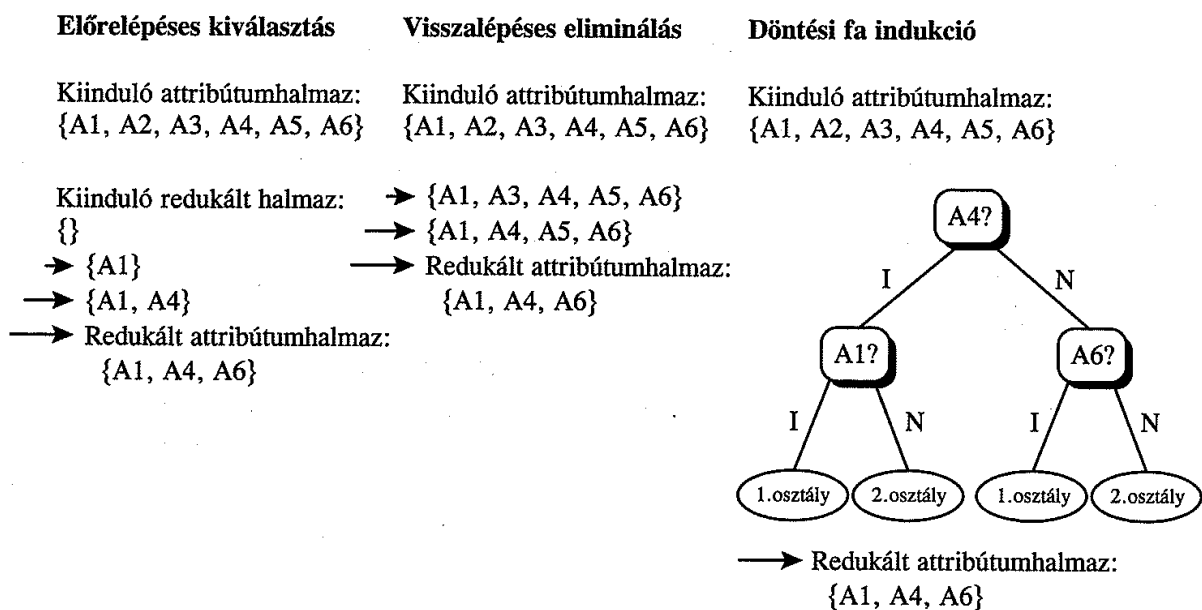 Előrelépéses kiválasztás
Kiinduló attribútumhalmaz:
{A1, A2, A3, A4, A5, A6}
Kiinduló redukált halmaz:
{}
{A1}
{A1, A4}
Redukált attribútumhalmaz:
{A1, A4, A6}
Visszalépéses eliminálás
Kiinduló attribútumhalmaz:
{A1, A2, A3, A4, A5, A6}
{A1, A3, A4, A5, A6}
{A1, A4, A5, A6}
Redukált attribútumhalmaz:
{A1, A4, A6}
Döntési fa indukció
Kiinduló attribútumhalmaz:
{A1, A2, A3, A4, A5, A6}
A4?
I N
A1? A6?
I N I N
1.osztály 2.osztály 1.osztály 2.osztály
Redukált attribútumhalmaz:
{A1, A4, A6}